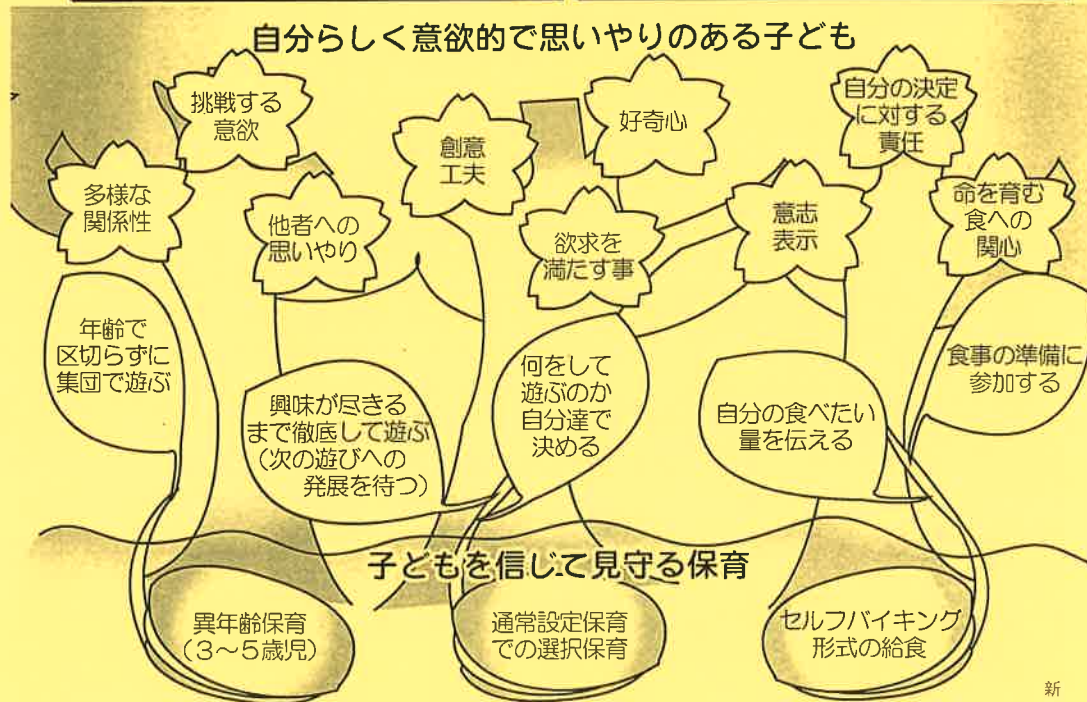 自分らしく意欲的で思いやりのある子ども
挑戦する
意欲
好奇心
自分の決定
に対する
責任
創意
工夫
多様な
関係性
他者への
思いやり
欲求を
満たす事
意志
表示
命を育む
食への
関心
年齢で
区切らずに
集団で遊ぶ
興味が尽きる
まで徹底して遊ぶ
（次の遊びへの
発展を待つ）
何をして
遊ぶのか
自分達で
決める
自分の食べたい
量を伝える
食事の準備に
参加する
子どもを信じて見守る保育
異年齢保育
（3～5歳児）
通常設定保育
での選択保育
セルフバイキング
形式の給食
新